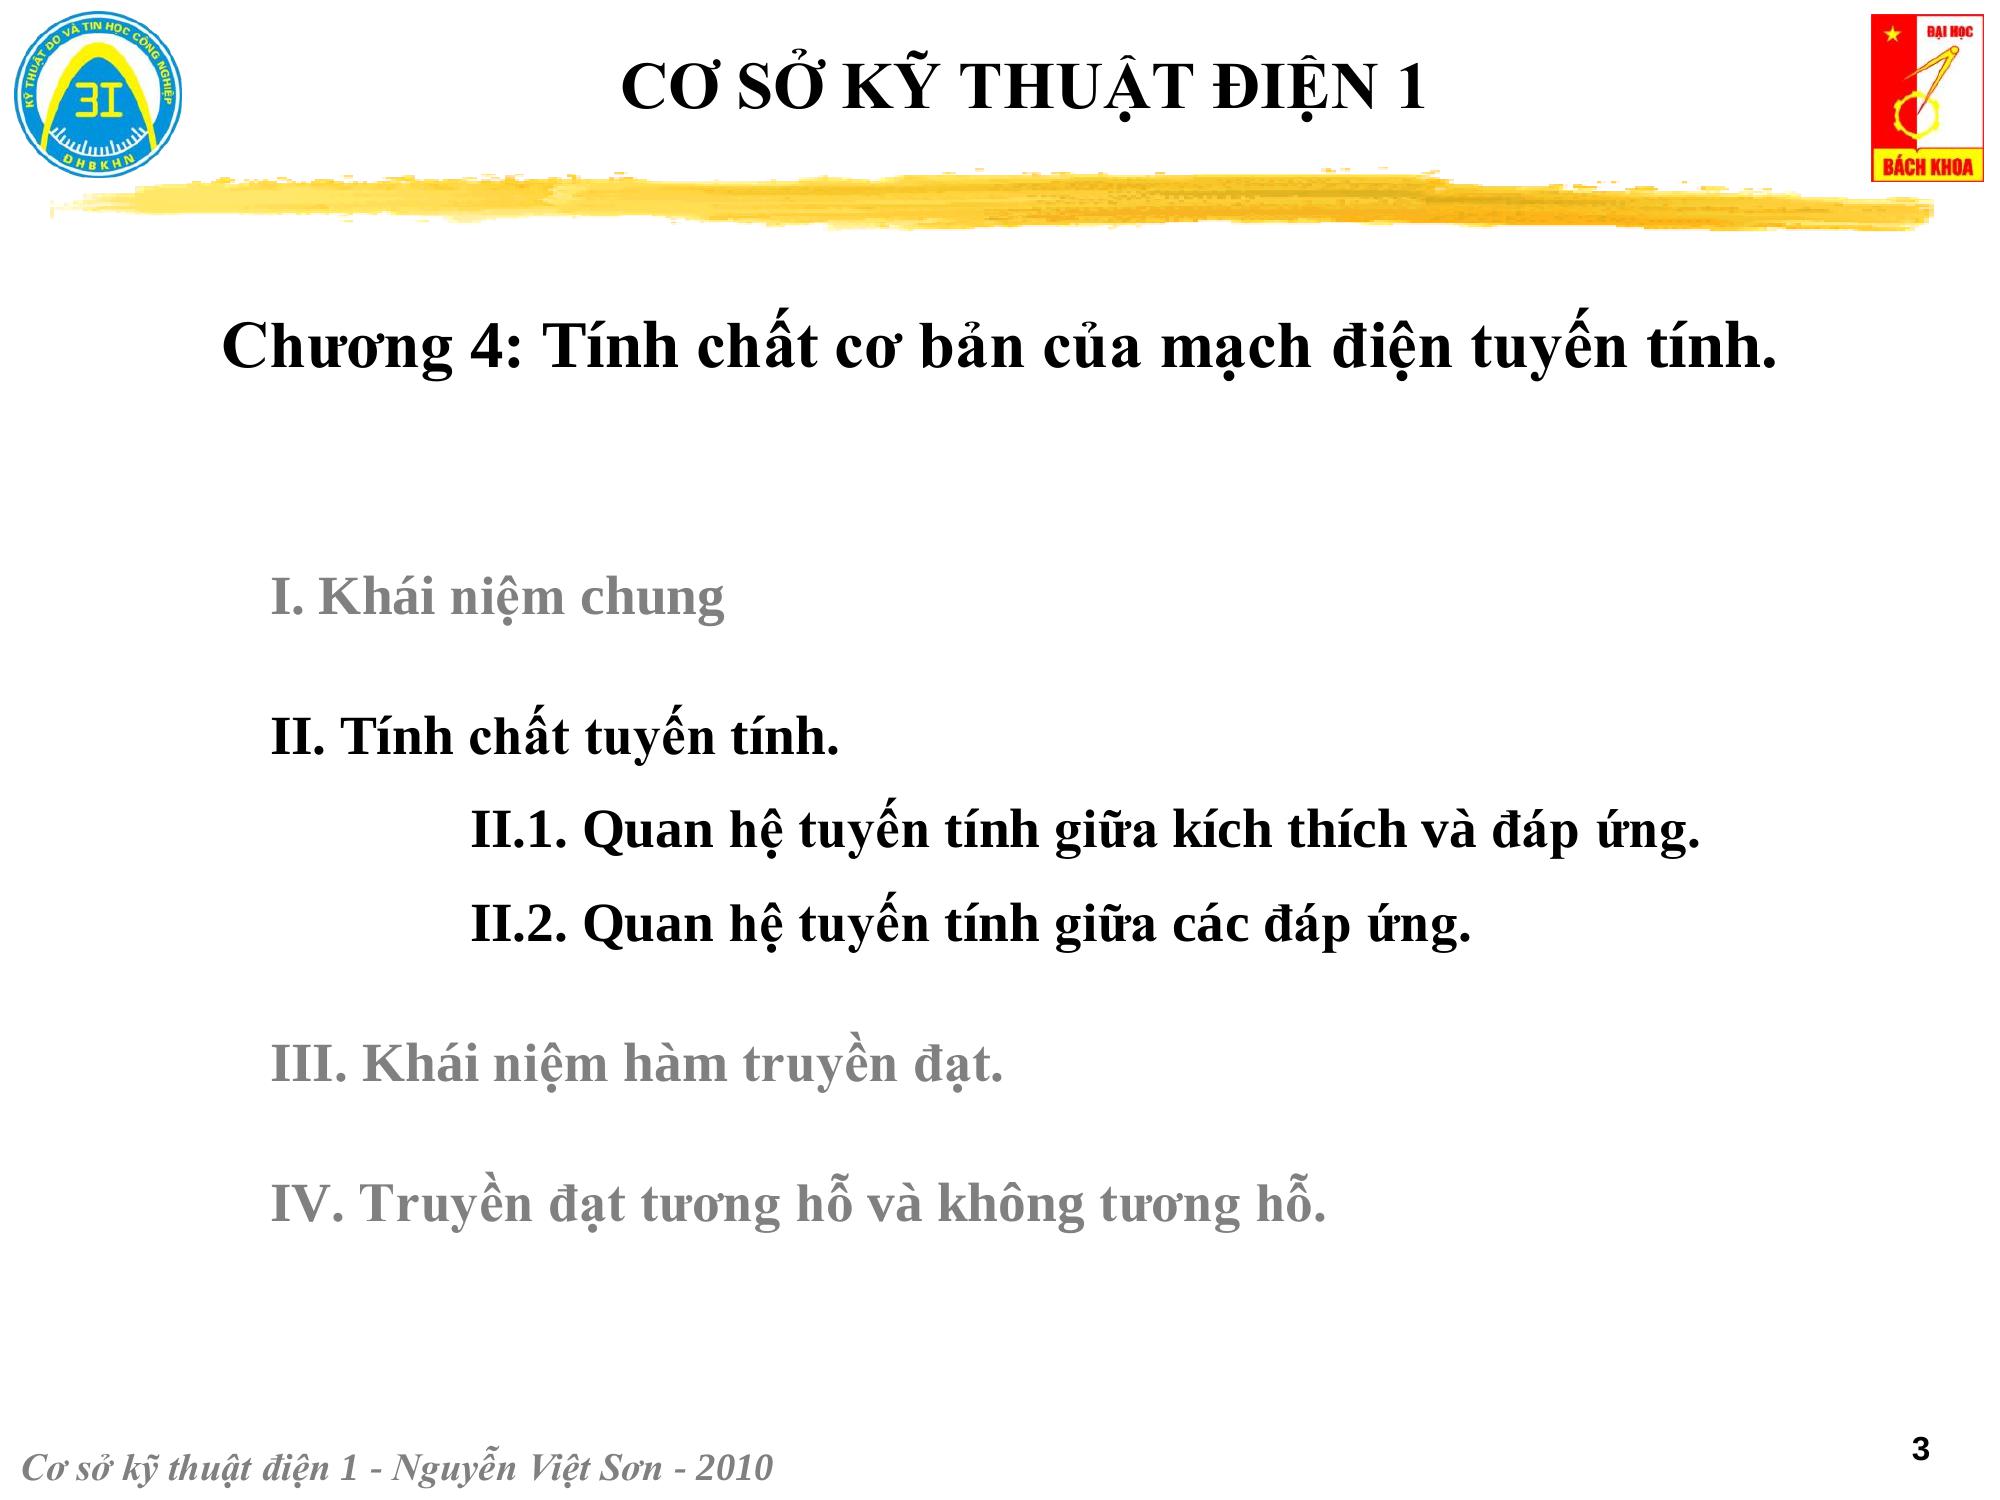 KỸ THUẬT ĐO VÀ TIN HỌC CÔNG NGHIỆP
3I
ĐHBKHN
CƠ SỞ KỸ THUẬT ĐIỆN 1
ĐẠI HỌC
BÁCH KHOA
Chương 4: Tính chất cơ bản của mạch điện tuyến tính.
I. Khái niệm chung
II. Tính chất tuyến tính.
II.1. Quan hệ tuyến tính giữa kích thích và đáp ứng.
II.2. Quan hệ tuyến tính giữa các đáp ứng.
III. Khái niệm hàm truyền đạt.
IV. Truyền đạt tương hỗ và không tương hỗ.
Cơ sở kỹ thuật điện 1 - Nguyễn Việt Sơn - 2010
3